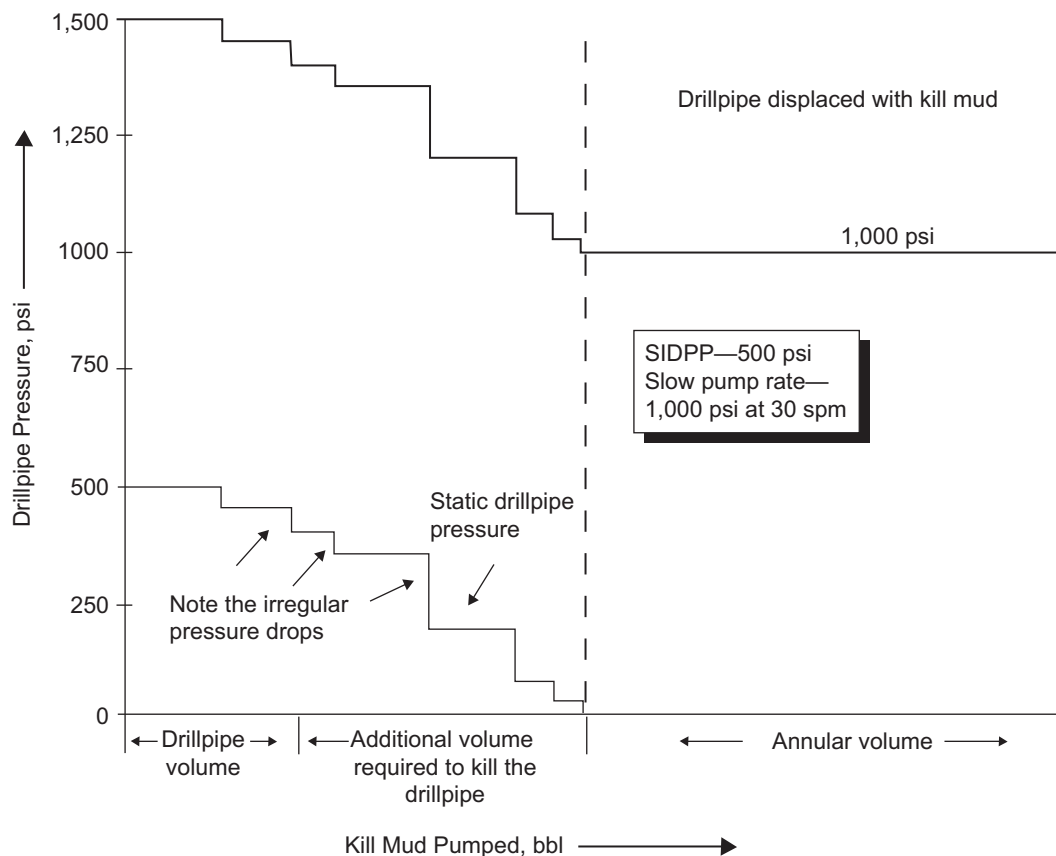 1,500
1,250
1000
750
500
250
0
Drillpipe Pressure, psi
Drillpipe displaced with kill mud
1,000 psi
SIDPP—500 psi
Slow pump rate—
1,000 psi at 30 spm
Static drillpipe
pressure
Note the irregular
pressure drops
Drillpipe
volume
Additional volume
required to kill the
drillpipe
Annular volume
Kill Mud Pumped, bbl